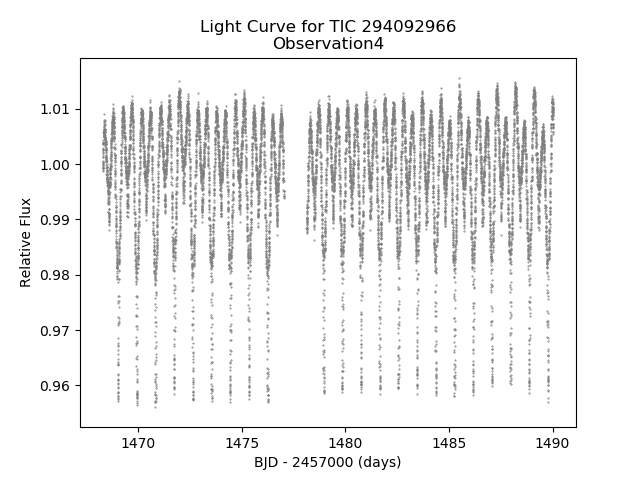 Light Curve for TIC 294092966
Observation4
Relative Flux
1.01
1.00
0.99
0.98
0.97
0.96
1470 1475 1480 1485 1490
BJD - 2457000 (days)